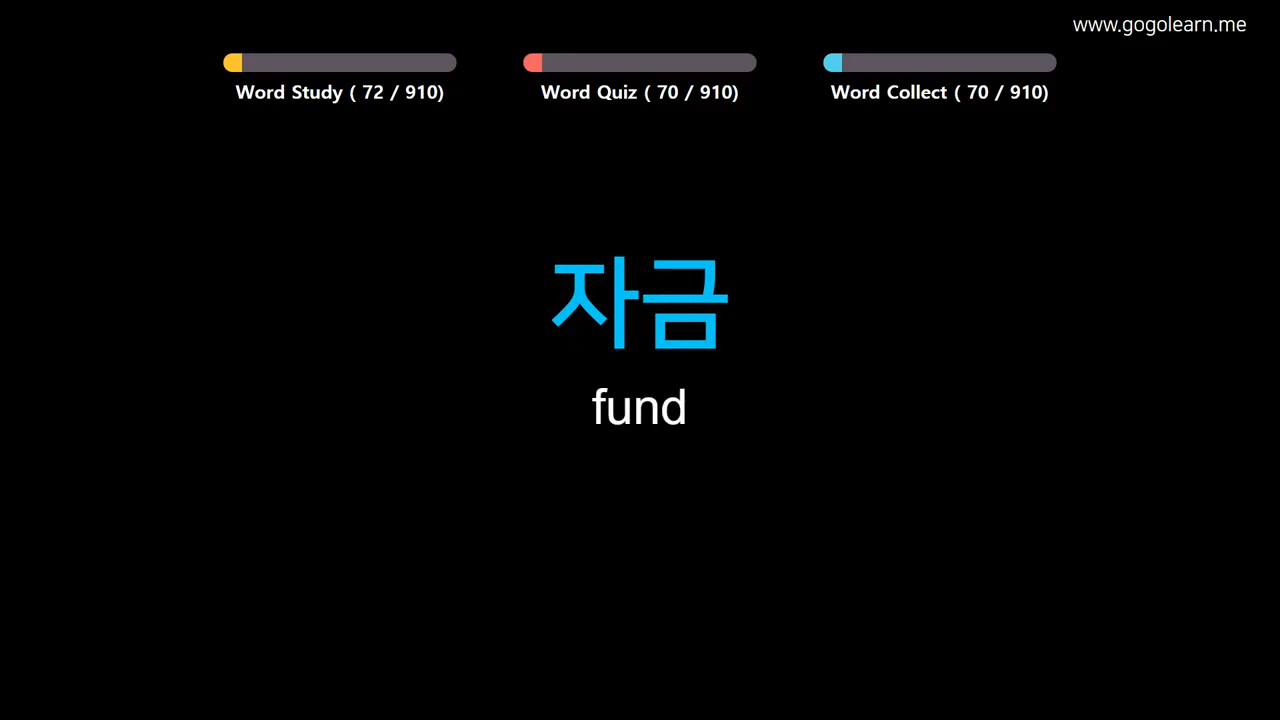 www.gogolearn.me
Word Study ( 72 / 910)
Word Quiz ( 70 / 910)
Word Collect ( 70 / 910)
자금
fund